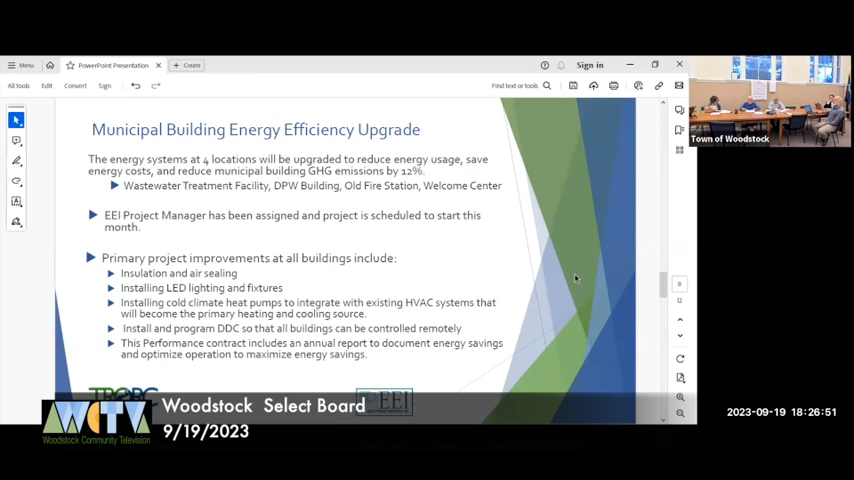 Menu
PowerPoint Presentation
Create
Sign in
All tools
Edit
Convert
Sign
Find text or tools
Town of Woodstock
Municipal Building Energy Efficiency Upgrade
The energy systems at 4 locations will be upgraded to reduce energy usage, save
energy costs, and reduce municipal building GHG emissions by 12%.
Wastewater Treatment Facility, DPW Building, Old Fire Station, Welcome Center
EEI Project Manager has been assigned and project is scheduled to start this
month.
Primary project improvements at all buildings include:
Insulation and air sealing
Installing LED lighting and fixtures
Installing cold climate heat pumps to integrate with existing HVAC systems that
will become the primary heating and cooling source.
Install and program DDC so that all buildings can be controlled remotely
This Performance contract includes an annual report to document energy savings
and optimize operation to maximize energy savings.
8
12
TRORC
EEI
WCTV
Woodstock Community Television
Woodstock Select Board
9/19/2023
2023-09-19 18:26:51